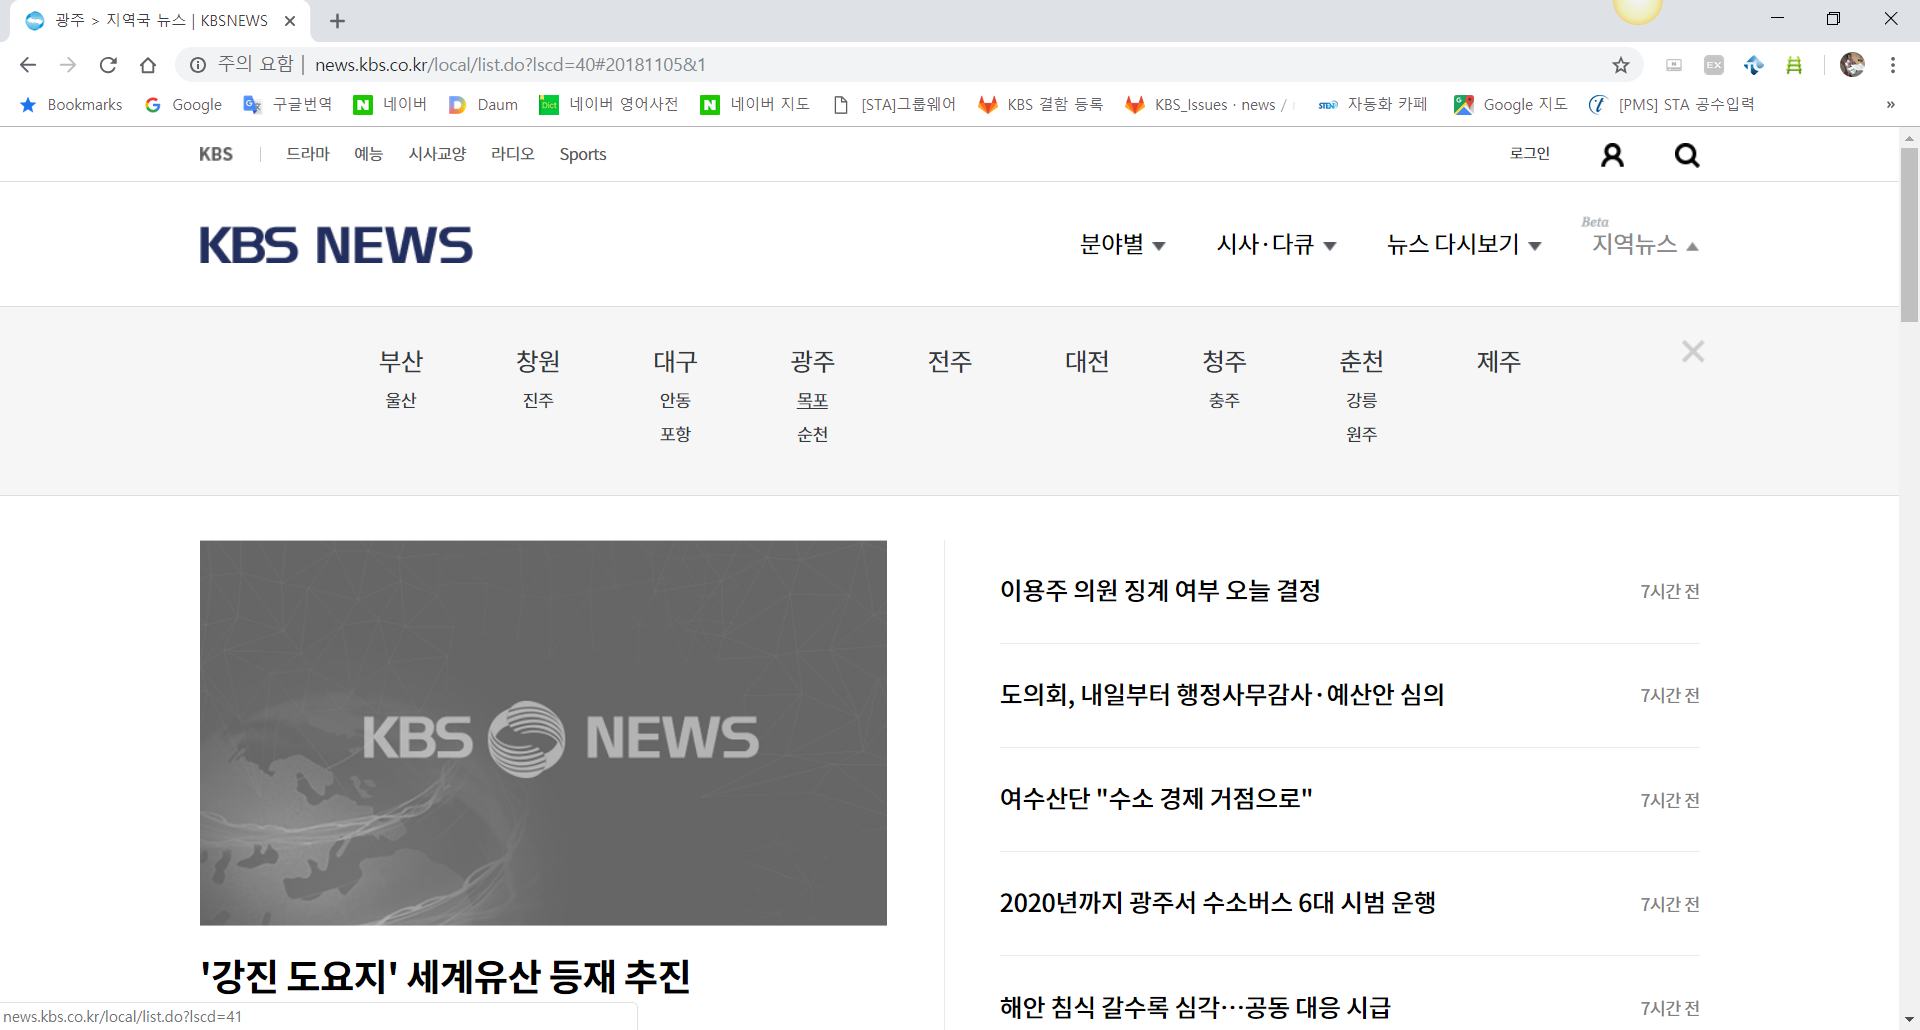 광주 > 지역국 뉴스 | KBSNEWS
주의 요함 | news.kbs.co.kr/local/list.do?lscd=40#20181105&1
Bookmarks Google 구글번역 네이버 Daum 네이버 영어사전 네이버 지도 [STA]그룹웨어 KBS 결함 등록 KBS_Issues · news / 자동화 카페 Google 지도 [PMS] STA 공수입력 »
KBS 드라마 예능 시사교양 라디오 Sports 로그인
Beta
KBS NEWS 분야별 시사·다큐 뉴스 다시보기 지역뉴스
부산 창원 대구 광주 전주 대전 청주 춘천 제주
울산 진주 안동 목포 충주 강릉
포항 순천 원주
KBS NEWS
'강진 도요지' 세계유산 등재 추진
이용주 의원 징계 여부 오늘 결정 7시간 전
도의회, 내일부터 행정사무감사·예산안 심의 7시간 전
여수산단 "수소 경제 거점으로" 7시간 전
2020년까지 광주서 수소버스 6대 시범 운행 7시간 전
해안 침식 갈수록 심각…공동 대응 시급 7시간 전
news.kbs.co.kr/local/list.do?lscd=41